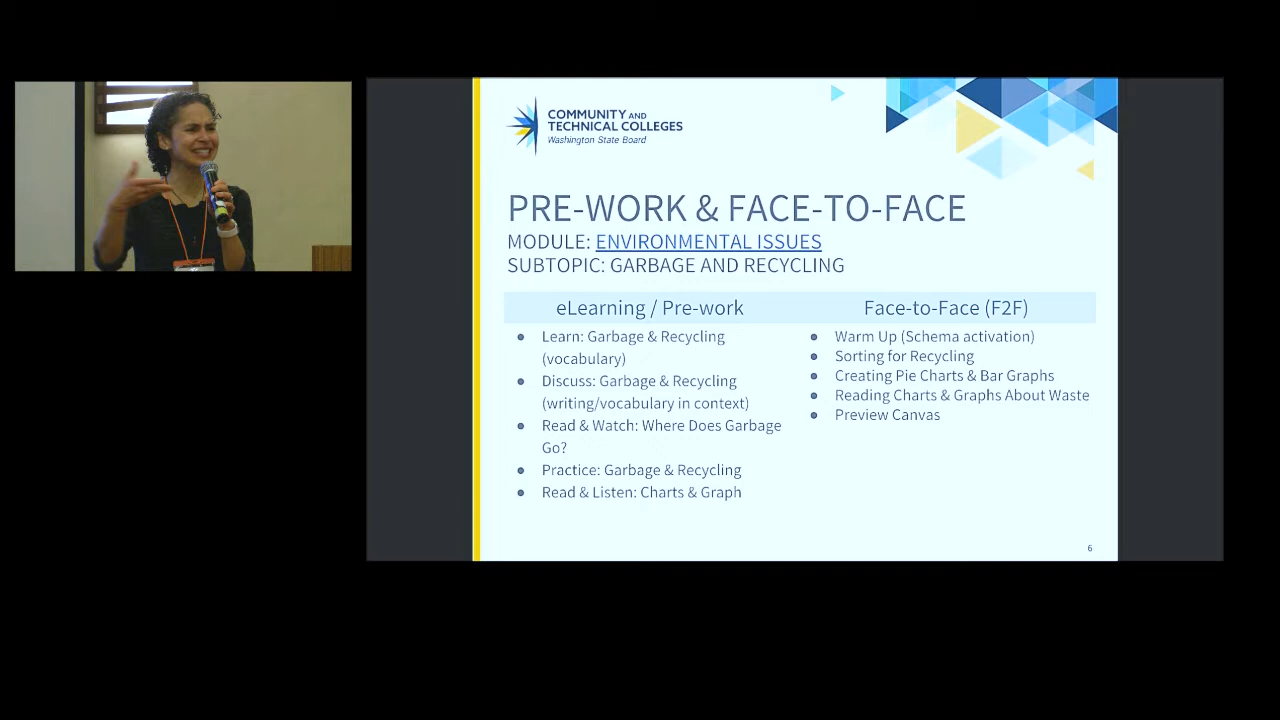 COMMUNITY AND
TECHNICAL COLLEGES
Washington State Board
PRE-WORK & FACE-TO-FACE
MODULE: ENVIRONMENTAL ISSUES
SUBTOPIC: GARBAGE AND RECYCLING
eLearning / Pre-work
● Learn: Garbage & Recycling
(vocabulary)
● Discuss: Garbage & Recycling
(writing/vocabulary in context)
● Read & Watch: Where Does Garbage
Go?
● Practice: Garbage & Recycling
● Read & Listen: Charts & Graph
Face-to-Face (F2F)
● Warm Up (Schema activation)
● Sorting for Recycling
● Creating Pie Charts & Bar Graphs
● Reading Charts & Graphs About Waste
● Preview Canvas
6